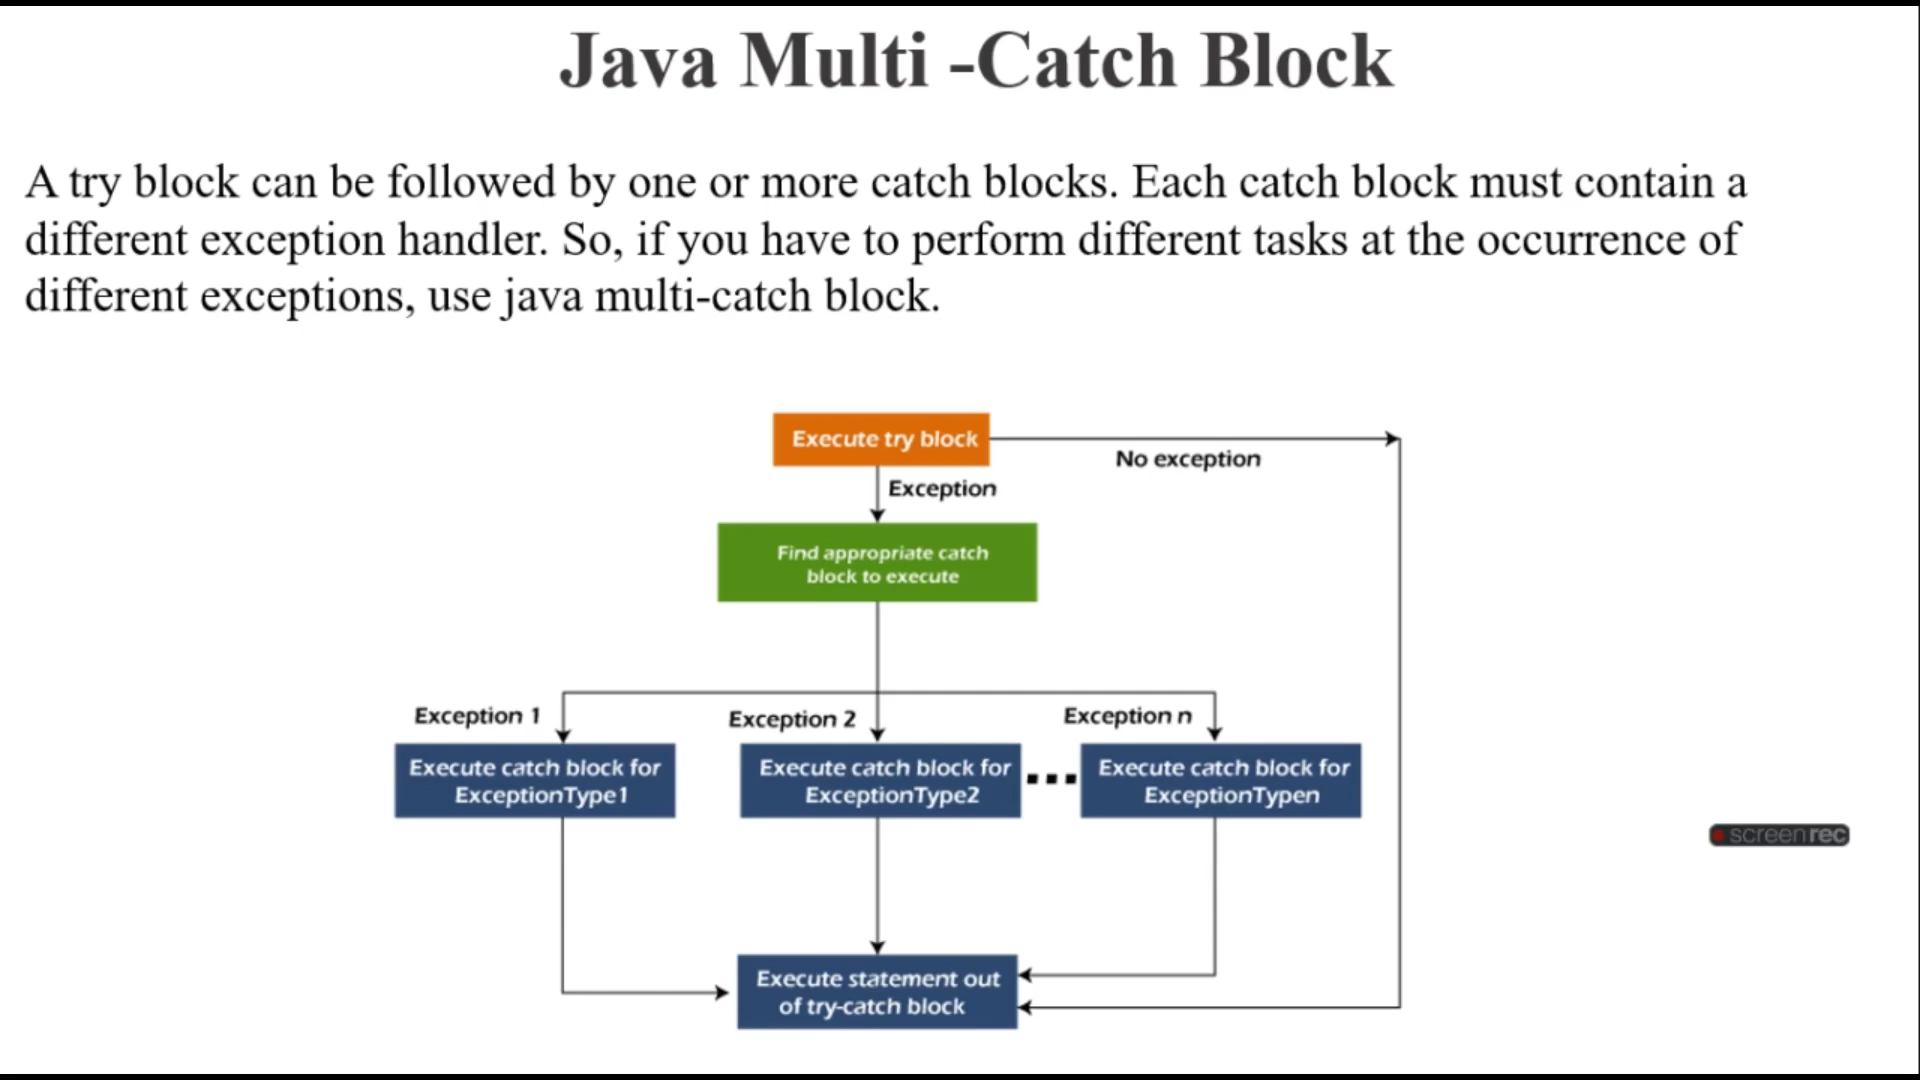 Java Multi -Catch Block
A try block can be followed by one or more catch blocks. Each catch block must contain a
different exception handler. So, if you have to perform different tasks at the occurrence of
different exceptions, use java multi-catch block.
Execute try block
No exception
Exception
Find appropriate catch
block to execute
Exception 1
Exception 2
Exception n
Execute catch block for
ExceptionType1
Execute catch block for
ExceptionType2
Execute catch block for
ExceptionTypen
screenrec
Execute statement out
of try-catch block